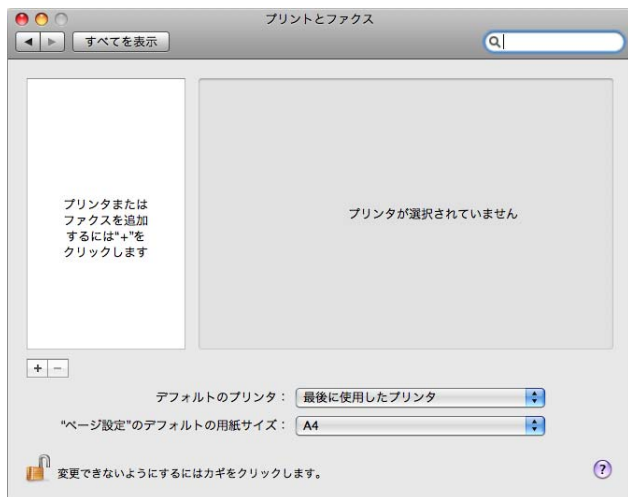 プリントとファクス
すべてを表示
プリンタまたは
ファクスを追加
するには"+"を
クリックします
プリンタが選択されていません
+ −
デフォルトのプリンタ： 最後に使用したプリンタ
"ページ設定"のデフォルトの用紙サイズ： A4
変更できないようにするにはカギをクリックします。
?